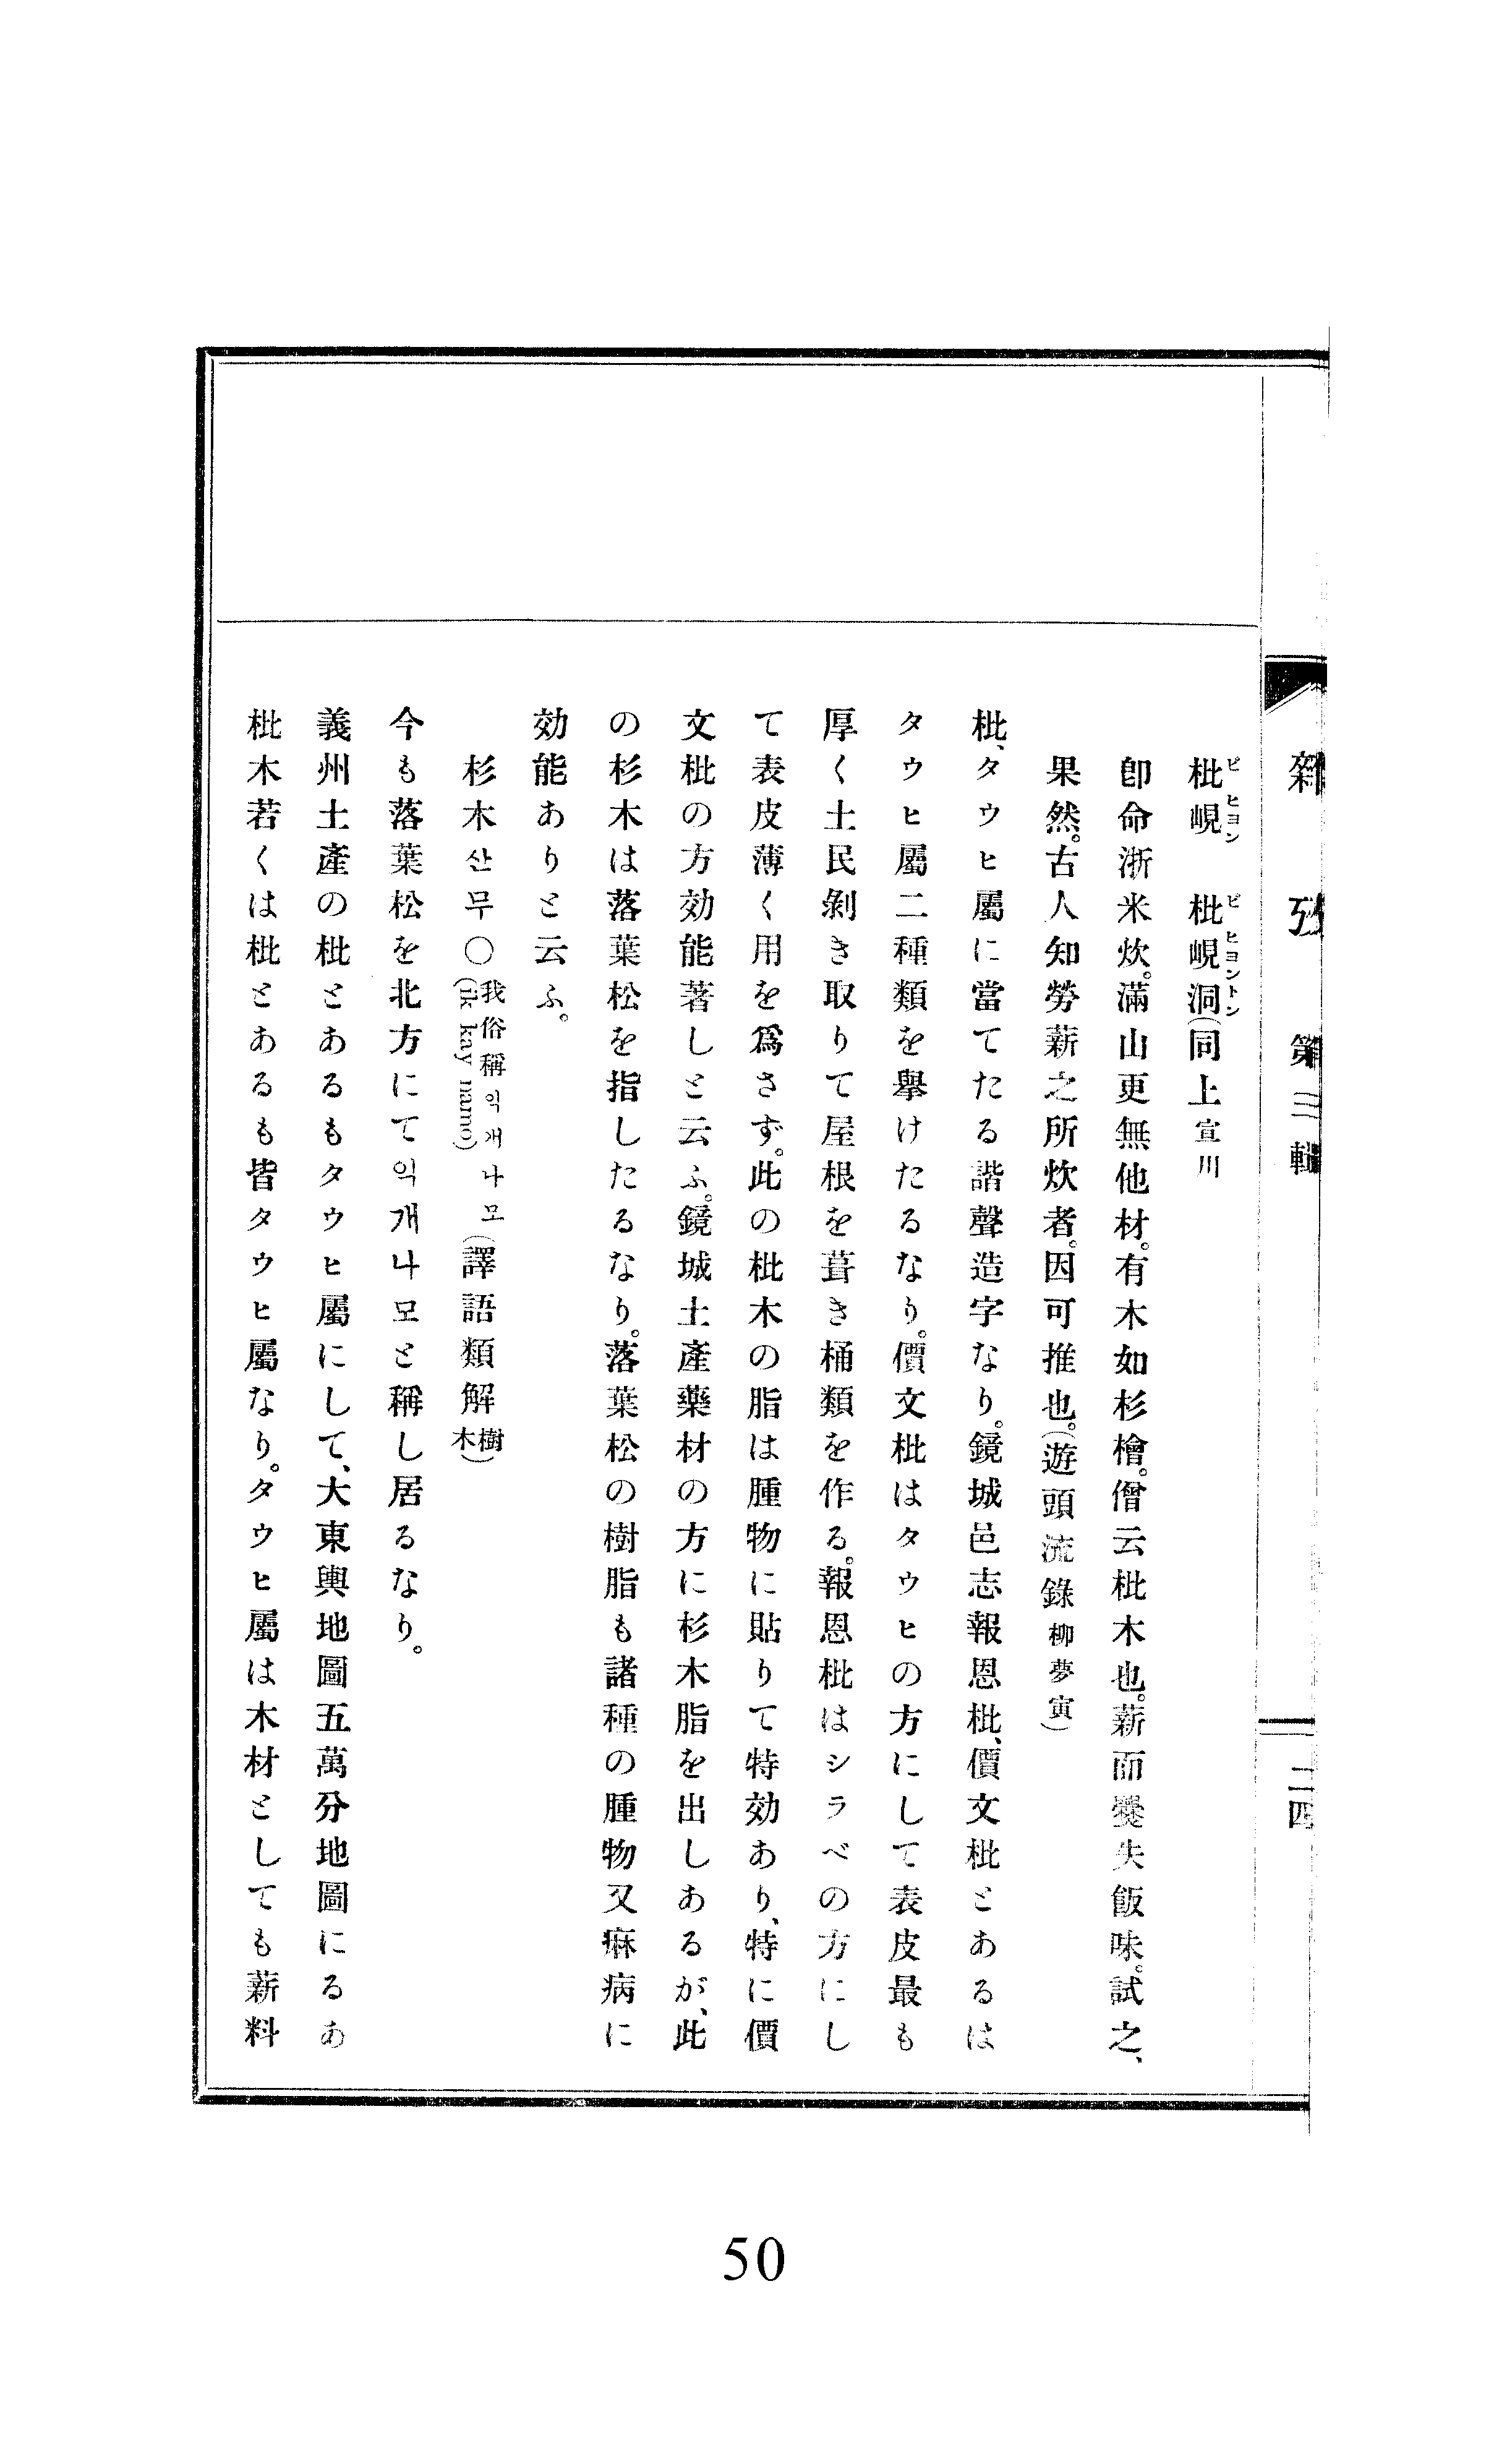 雜攷 第三輯 二四
枇峴 枇峴洞(同上宣川
ビ ヒョン ビ ヒョントン
卽命浙米炊。滿山更無他材。有木如杉檜。僧云枇木也。薪而爨失飯味。試之、
果然。古人知勞薪之所炊者。因可推也。(遊頭流錄柳夢寅)
枇、タウヒ屬に當てたる諧聲造字なり。鏡城邑志報恩枇、價文枇とあるは
タウヒ屬二種類を擧けたるなり。價文枇はタウヒの方にして表皮最も
厚く土民剝き取りて屋根を葺き桶類を作る。報恩枇はシラベの方にし
て表皮薄く用を爲さず。此の枇木の脂は腫物に貼りて特効あり、特に價
文枇の方効能著しと云ふ。鏡城土產藥材の方に杉木脂を出しあるが、此
の杉木は落葉松を指したるなり。落葉松の樹脂も諸種の腫物又痳病に
効能ありと云ふ。
杉木산무〇我俗稱익개나모(ik kay namo)(譯語類解樹木)
今も落葉松を北方にて익개나모と稱し居るなり。
義州土產の枇とあるもタウヒ屬にして、大東輿地圖五萬分地圖にるあ
枇木若くは枇とあるも皆タウヒ屬なり。タウヒ屬は木材としても薪料
50